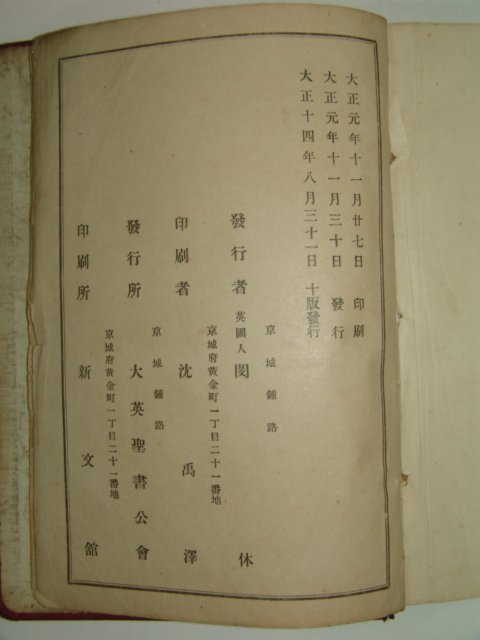 大正元年十一月廿七日 印刷
大正元年十一月三十日 發行
大正十四年八月三十一日 十版發行
京城鍾路
發行者 英國人 閔休
京城府黃金町一丁目二十一番地
印刷者 沈禹澤
京城鍾路
發行所 大英聖書公會
京城府黃金町一丁目二十一番地
印刷所 新文館